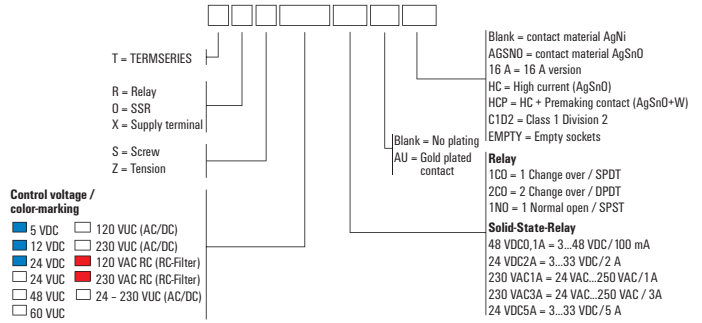 T = TERMSERIES
R = Relay
O = SSR
X = Supply terminal
S = Screw
Z = Tension
Control voltage /
color-marking
5 VDC
12 VDC
24 VDC
24 VUC
48 VUC
60 VUC
120 VUC (AC/DC)
230 VUC (AC/DC)
120 VAC RC (RC-Filter)
230 VAC RC (RC-Filter)
24 – 230 VUC (AC/DC)
Blank = No plating
AU = Gold plated
contact
Blank = contact material AgNi
AGSNO = contact material AgSnO
16 A = 16 A version
HC = High current (AgSnO)
HCP = HC + Premaking contact (AgSnO+W)
C1D2 = Class 1 Division 2
EMPTY = Empty sockets
Relay
1CO = 1 Change over / SPDT
2CO = 2 Change over / DPDT
1NO = 1 Normal open / SPST
Solid-State-Relay
48 VDC0,1A = 3...48 VDC/100 mA
24 VDC2A = 3...33 VDC/2 A
230 VAC1A = 24 VAC...250 VAC/1A
230 VAC3A = 24 VAC...250 VAC / 3A
24 VDC5A = 3...33 VDC/5 A